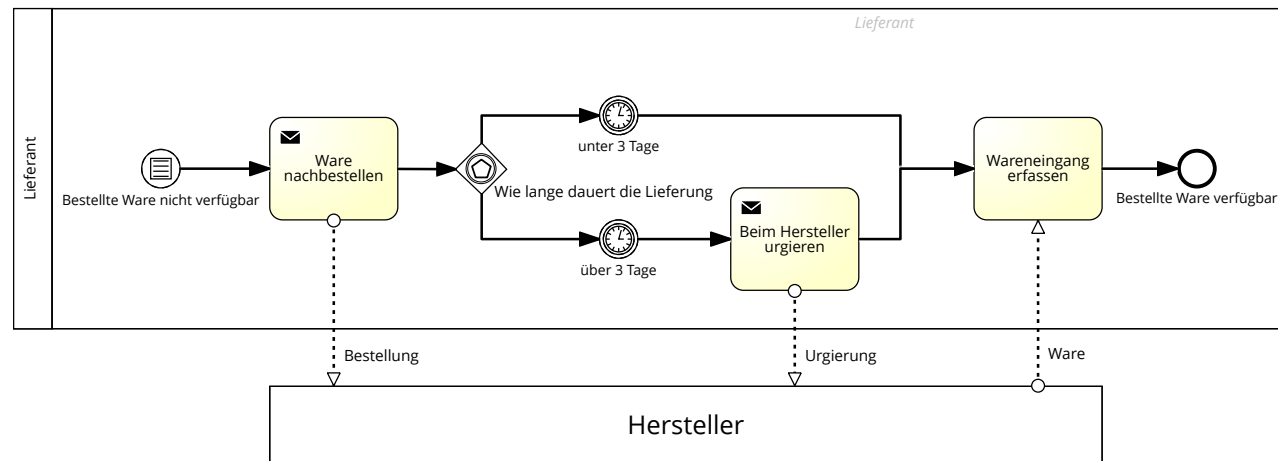 Lieferant
Lieferant
unter 3 Tage
Ware
nachbestellen
Wareneingang
erfassen
Bestellte Ware nicht verfügbar
Wie lange dauert die Lieferung
Bestellte Ware verfügbar
Beim Hersteller
urgieren
über 3 Tage
Bestellung
Urgierung
Ware
Hersteller